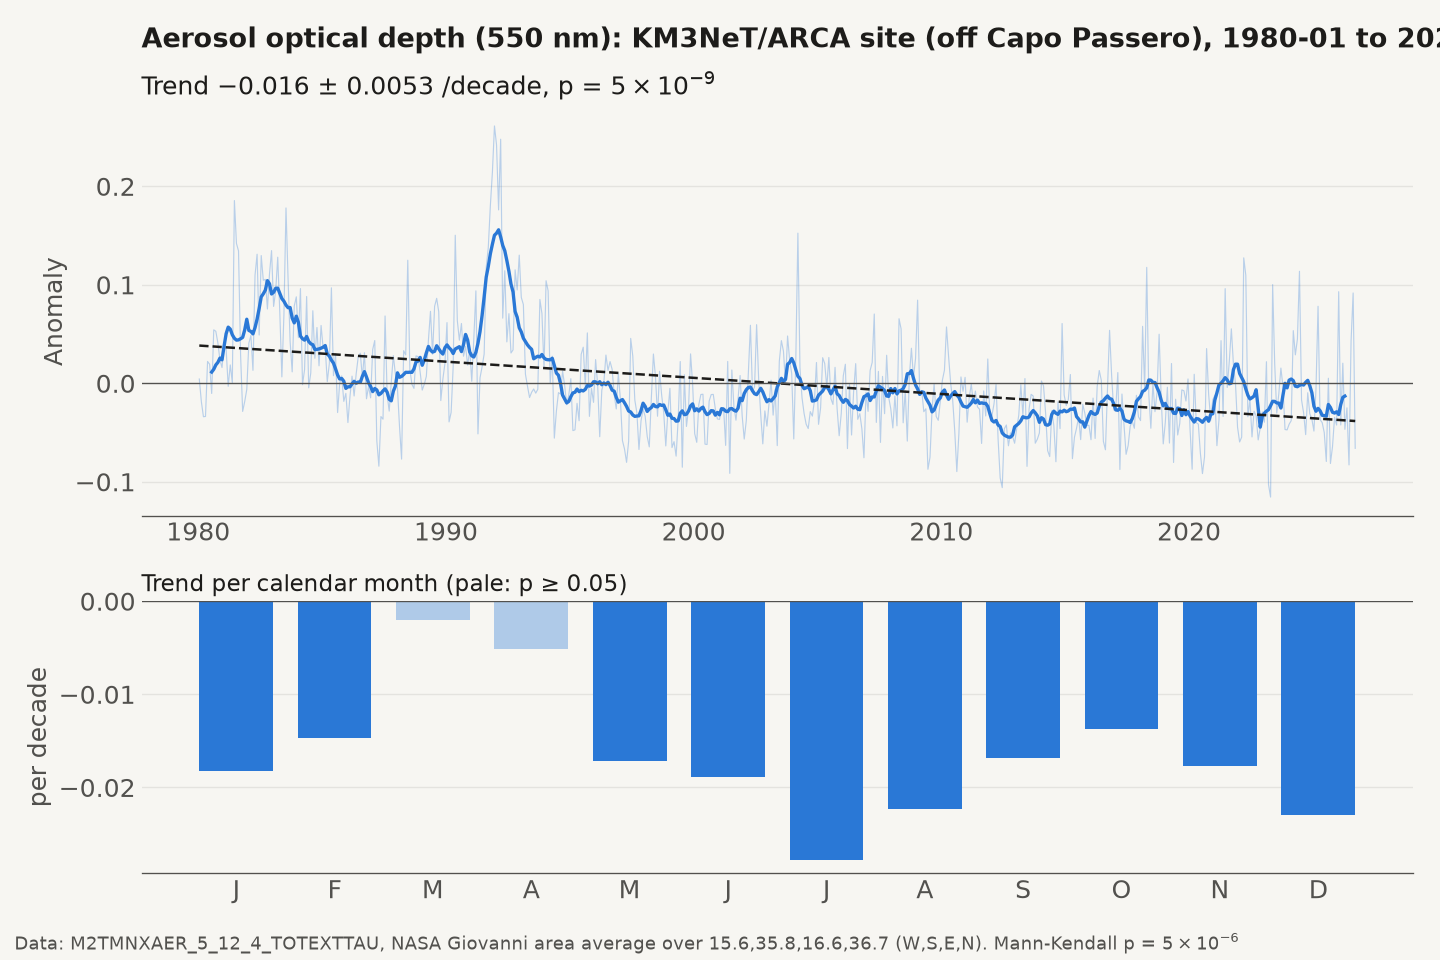 Aerosol optical depth (550 nm): KM3NeT/ARCA site (off Capo Passero), 1980-01 to
Trend −0.016 ± 0.0053 /decade, p = 5 × 10⁻⁹
Anomaly
0.2
0.1
0.0
−0.1
1980 1990 2000 2010 2020
Trend per calendar month (pale: p ≥ 0.05)
per decade
0.00
−0.01
−0.02
J F M A M J J A S O N D
Data: M2TMNXAER_5_12_4_TOTEXTTAU, NASA Giovanni area average over 15.6,35.8,16.6,36.7 (W,S,E,N). Mann-Kendall p = 5 × 10⁻⁶